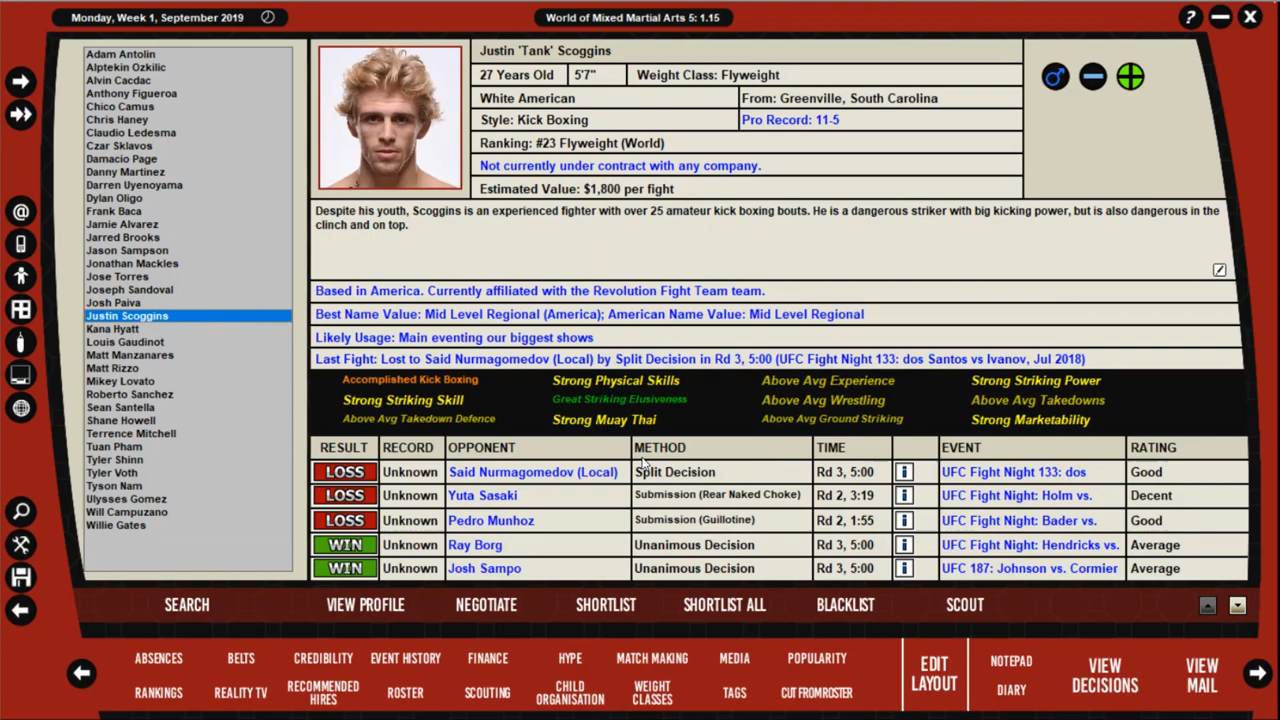 Monday, Week 1, September 2019
World of Mixed Martial Arts 5: 1.15
?
X
Adam Antolin
Alptekin Ozkilic
Alvin Cacdac
Anthony Figueroa
Chico Camus
Chris Haney
Claudio Ledesma
Czar Sklavos
Damacio Page
Danny Martinez
Darren Uyenoyama
Dylan Oligo
Frank Baca
Jamie Alvarez
Jarred Brooks
Jason Sampson
Jonathan Mackles
Jose Torres
Joseph Sandoval
Josh Paiva
Justin Scoggins
Kana Hyatt
Louis Gaudinot
Matt Manzanares
Matt Rizzo
Mikey Lovato
Roberto Sanchez
Sean Santella
Shane Howell
Terrence Mitchell
Tuan Pham
Tyler Shinn
Tyler Voth
Tyson Nam
Ulysses Gomez
Will Campuzano
Willie Gates
Justin 'Tank' Scoggins
27 Years Old 5'7" Weight Class: Flyweight
White American From: Greenville, South Carolina
Style: Kick Boxing Pro Record: 11-5
Ranking: #23 Flyweight (World)
Not currently under contract with any company.
Estimated Value: $1,800 per fight
Despite his youth, Scoggins is an experienced fighter with over 25 amateur kick boxing bouts. He is a dangerous striker with big kicking power, but is also dangerous in the
clinch and on top.
Based in America. Currently affiliated with the Revolution Fight Team team.
Best Name Value: Mid Level Regional (America); American Name Value: Mid Level Regional
Likely Usage: Main eventing our biggest shows
Last Fight: Lost to Said Nurmagomedov (Local) by Split Decision in Rd 3, 5:00 (UFC Fight Night 133: dos Santos vs Ivanov, Jul 2018)
Accomplished Kick Boxing Strong Physical Skills Above Avg Experience Strong Striking Power
Strong Striking Skill Great Striking Elusiveness Above Avg Wrestling Above Avg Takedowns
Above Avg Takedown Defence Strong Muay Thai Above Avg Ground Striking Strong Marketability
RESULT RECORD OPPONENT METHOD TIME EVENT RATING
LOSS Unknown Said Nurmagomedov (Local) Split Decision Rd 3, 5:00 i UFC Fight Night 133: dos Good
LOSS Unknown Yuta Sasaki Submission (Rear Naked Choke) Rd 2, 3:19 i UFC Fight Night: Holm vs. Decent
LOSS Unknown Pedro Munhoz Submission (Guillotine) Rd 2, 1:55 i UFC Fight Night: Bader vs. Good
WIN Unknown Ray Borg Unanimous Decision Rd 3, 5:00 i UFC Fight Night: Hendricks vs. Average
WIN Unknown Josh Sampo Unanimous Decision Rd 3, 5:00 i UFC 187: Johnson vs. Cormier Average
SEARCH VIEW PROFILE NEGOTIATE SHORTLIST SHORTLIST ALL BLACKLIST SCOUT
ABSENCES BELTS CREDIBILITY EVENT HISTORY FINANCE HYPE MATCH MAKING MEDIA POPULARITY
RANKINGS REALITY TV RECOMMENDED HIRES ROSTER SCOUTING CHILD ORGANISATION WEIGHT CLASSES TAGS CUT FROM ROSTER
EDIT LAYOUT
NOTEPAD
DIARY
VIEW DECISIONS
VIEW MAIL